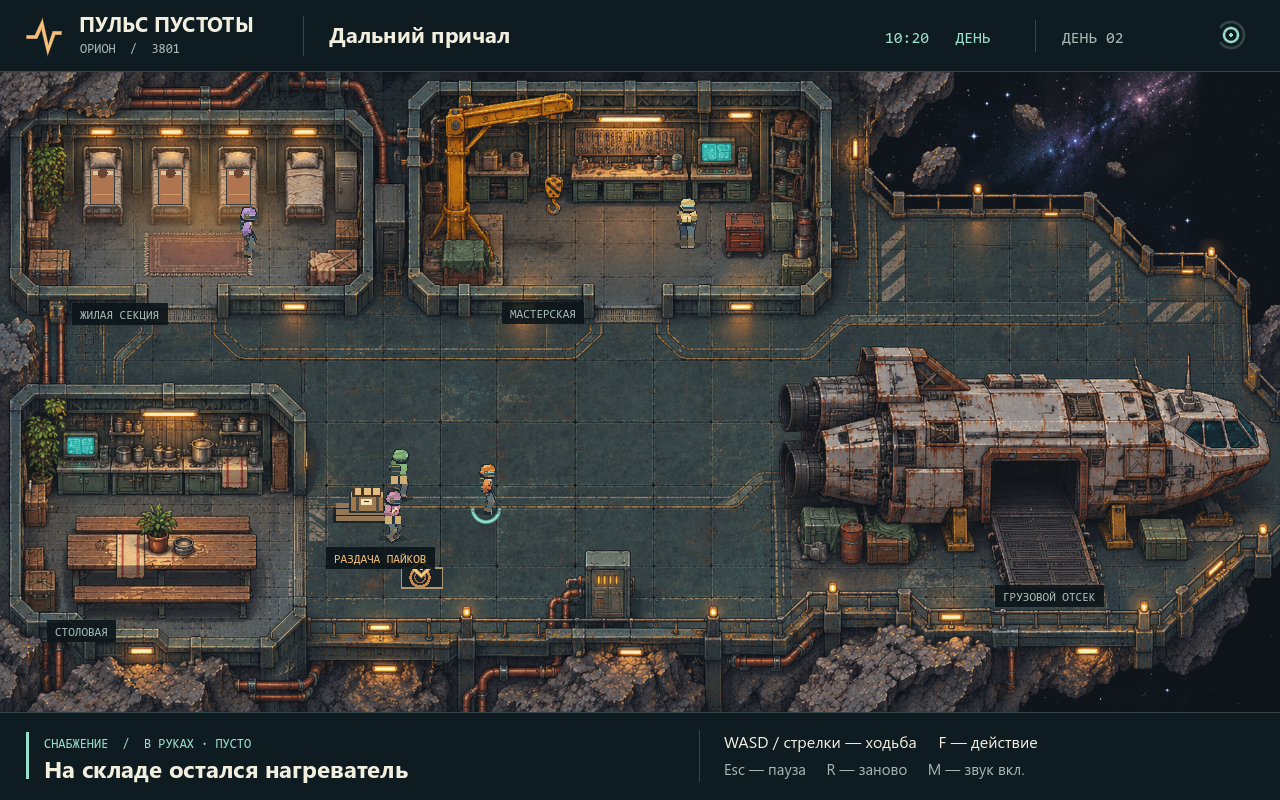 ПУЛЬС ПУСТОТЫ
ОРИОН / 3801
Дальний причал
10:20 ДЕНЬ
ДЕНЬ 02
ЖИЛАЯ СЕКЦИЯ
МАСТЕРСКАЯ
РАЗДАЧА ПАЙКОВ
ГРУЗОВОЙ ОТСЕК
СТОЛОВАЯ
СНАБЖЕНИЕ / В РУКАХ · ПУСТО
На складе остался нагреватель
WASD / стрелки — ходьба F — действие
Esc — пауза R — заново M — звук вкл.